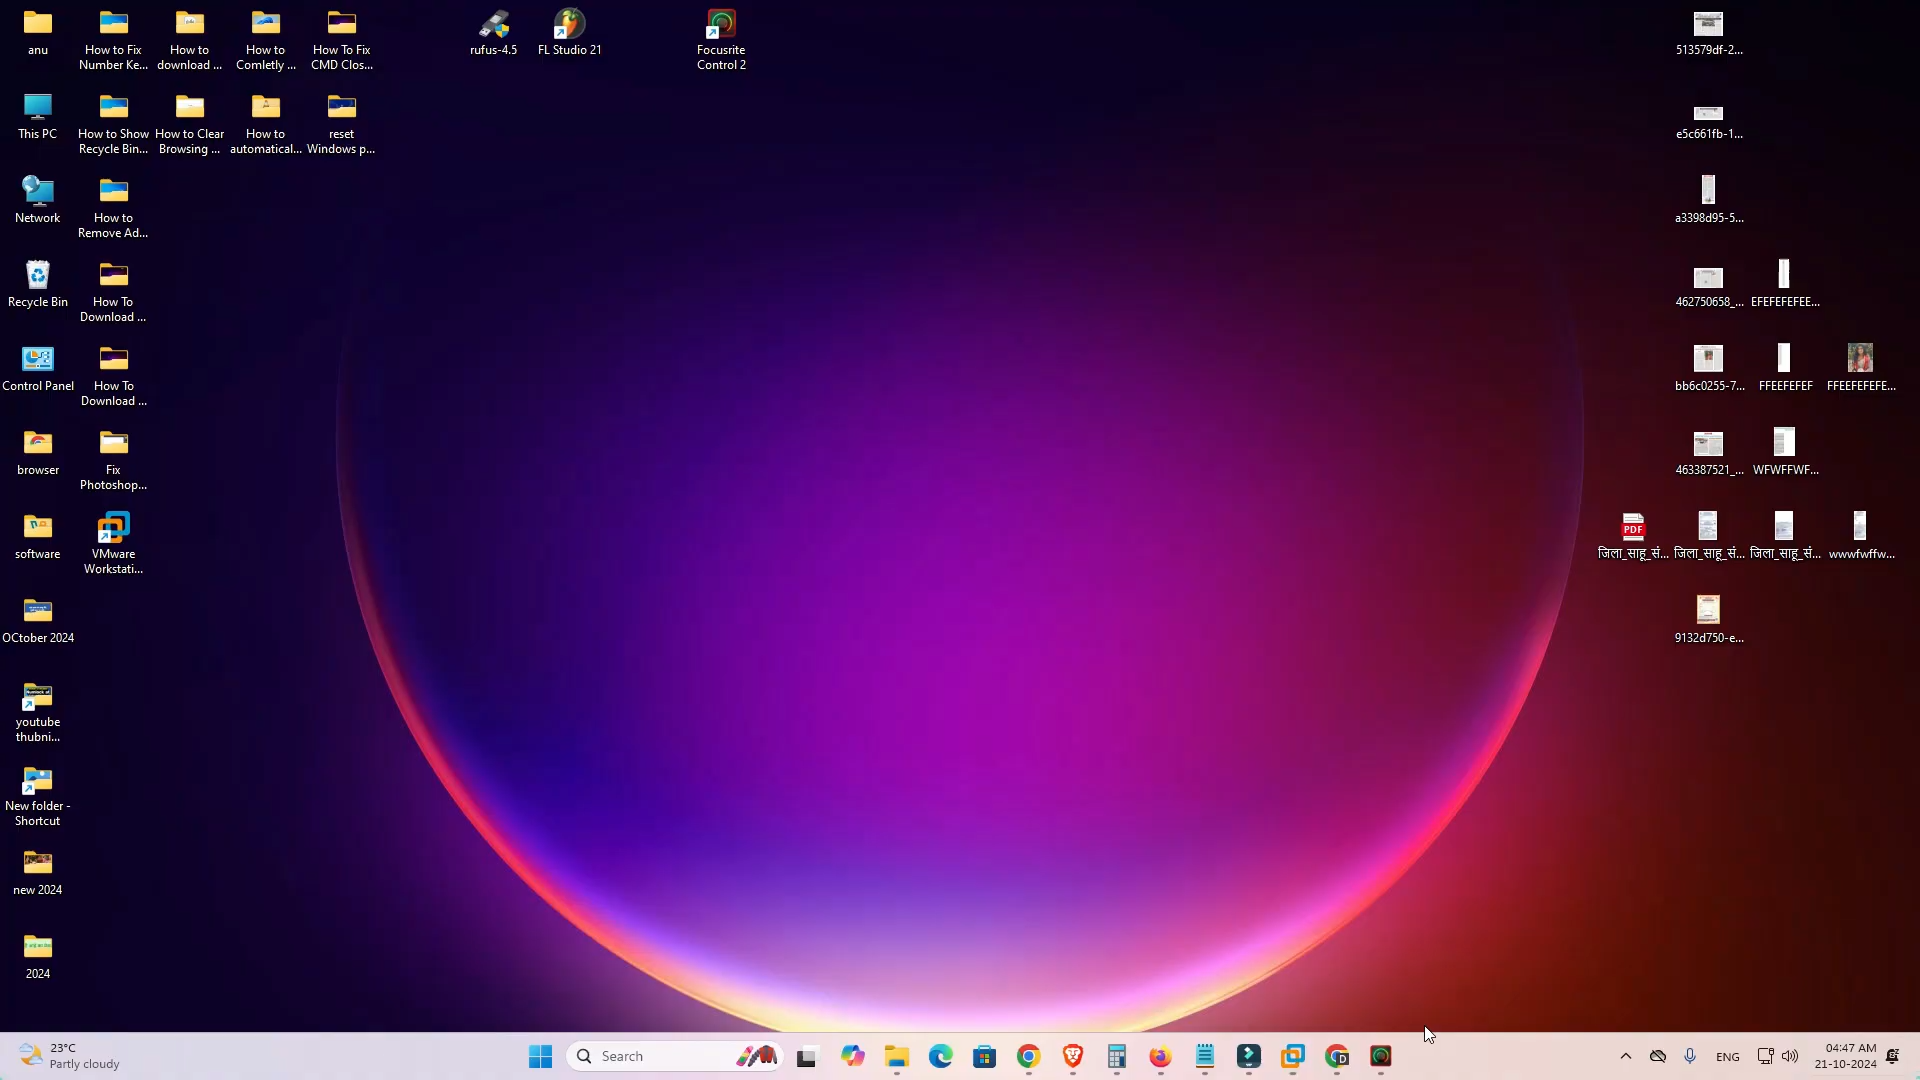 anu
How to Fix
Number Ke...
How to
download ...
How to
Comletly ...
How To Fix
CMD Clos...
rufus-4.5
FL Studio 21
Focusrite
Control 2
513579df-2...
This PC
How to Show
Recycle Bin...
How to Clear
Browsing ...
How to
automatical...
reset
Windows p...
e5c661fb-1...
Network
How to
Remove Ad...
a3398d95-5...
Recycle Bin
How To
Download ...
462750658_...
EFEFEFEFEE...
Control Panel
How To
Download ...
bb6c0255-7...
FFEEFEFEF
FFEEFEFEFE...
browser
Fix
Photoshop...
463387521_...
WFWFFWF...
software
VMware
Workstati...
PDF
जिला_साहू_सं...
जिला_साहू_सं...
जिला_साहू_सं...
wwwfwffw...
OCtober 2024
9132d750-e...
youtube
thubni...
New folder -
Shortcut
new 2024
2024
23°C
Partly cloudy
Search
ENG
04:47 AM
21-10-2024